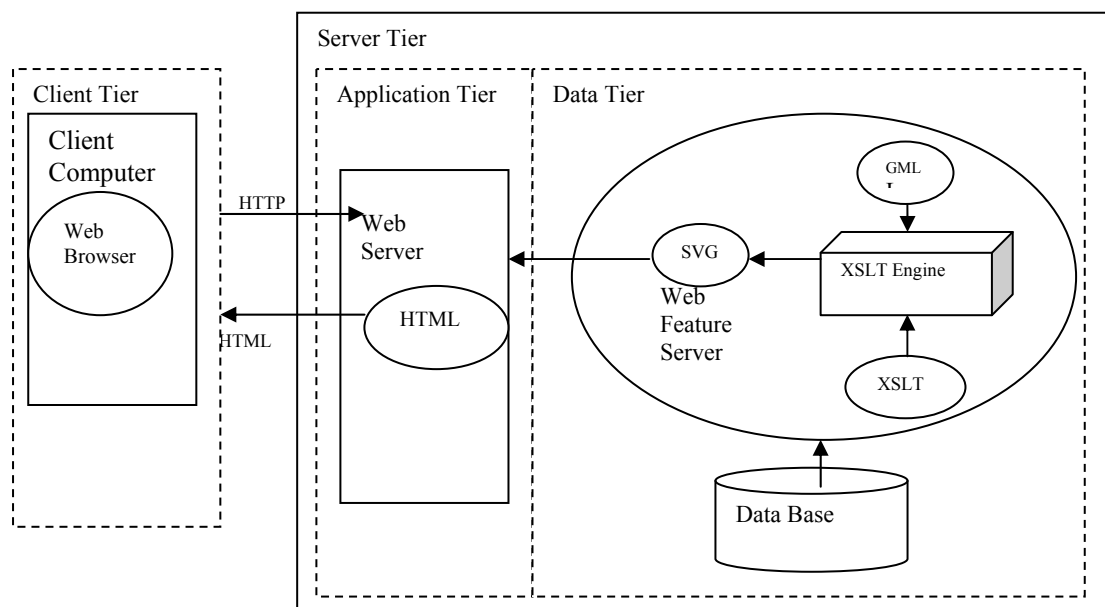 Server Tier
Client Tier
Application Tier
Data Tier
Client
Computer
Web
Browser
HTTP
HTML
Web
Server
HTML
SVG
Web
Feature
Server
GML
XSLT Engine
XSLT
Data Base